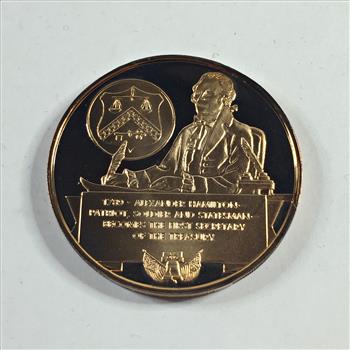 1789 - ALEXANDER HAMILTON-
PATRIOT, SOLDIER AND STATESMAN-
BECOMES THE FIRST SECRETARY
OF THE TREASURY